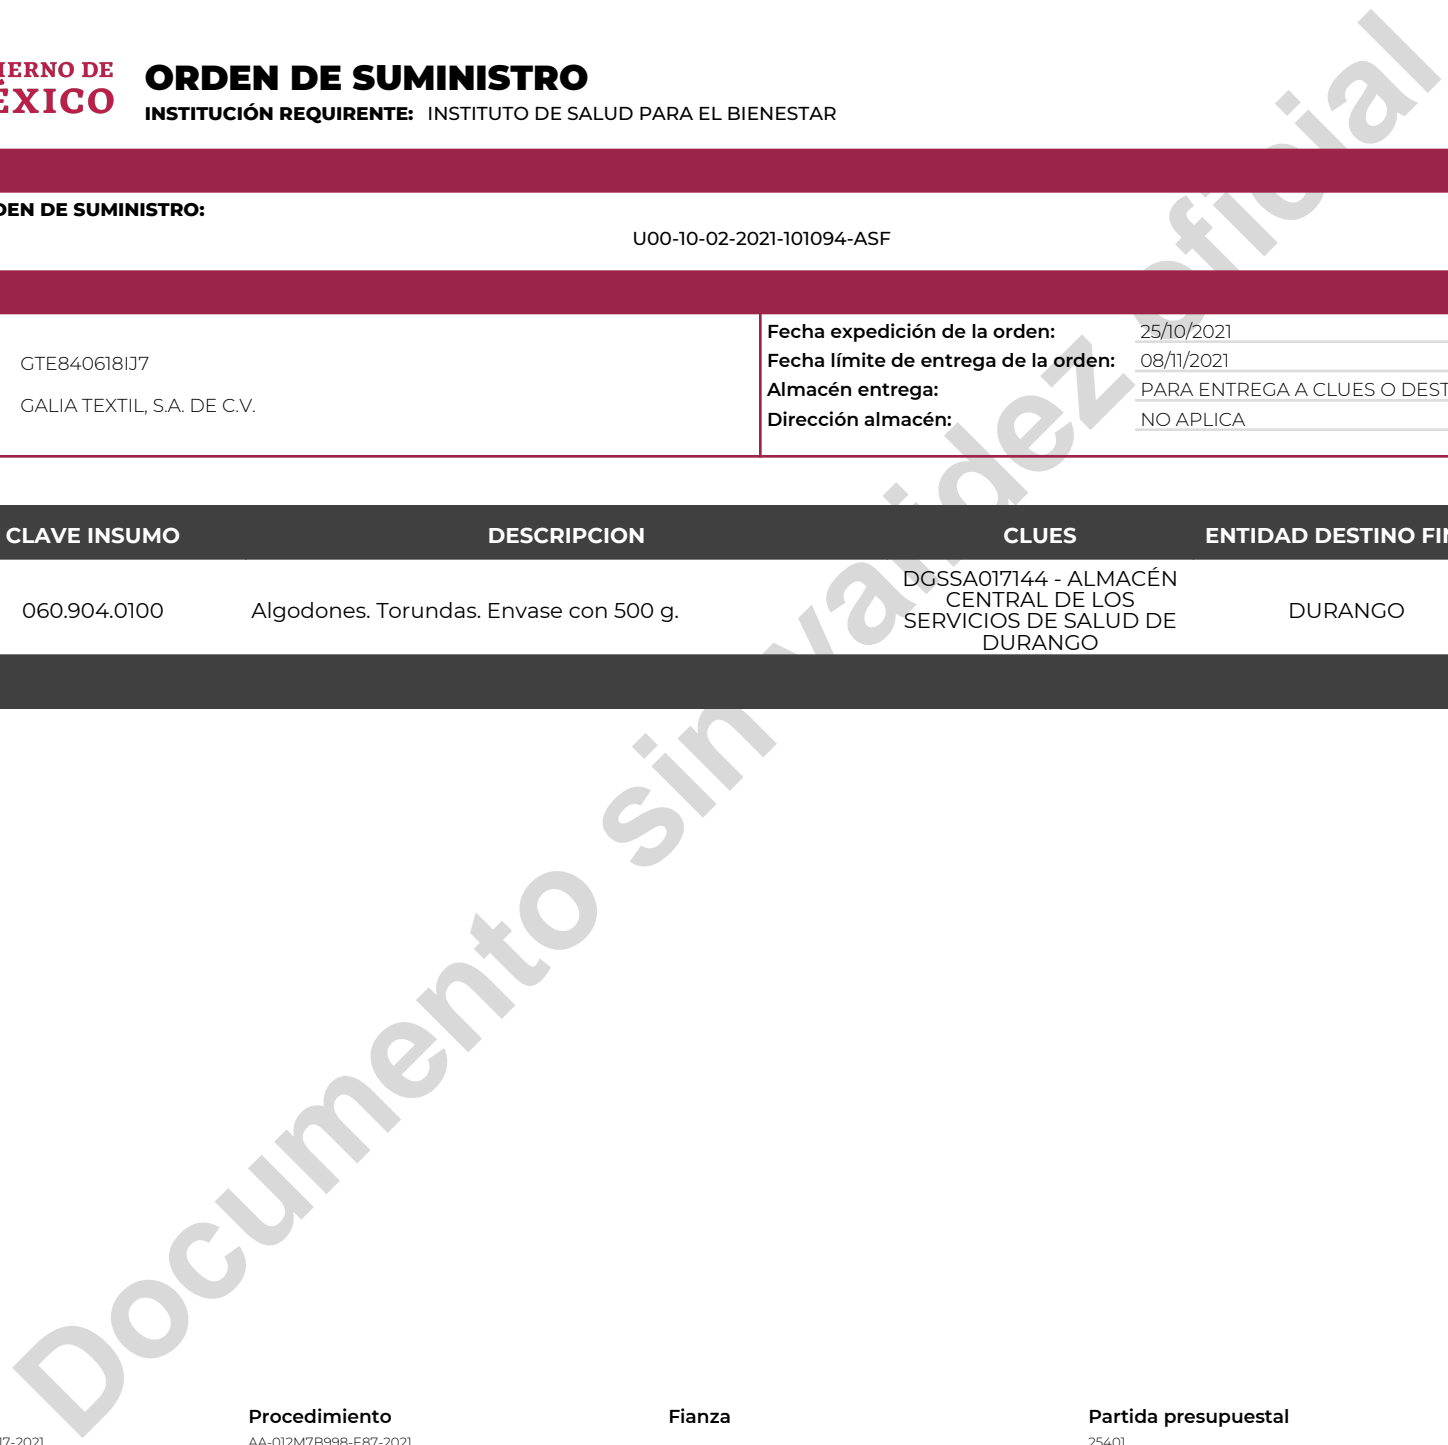 IERNO DE
ÉXICO
ORDEN DE SUMINISTRO
INSTITUCIÓN REQUIRENTE: INSTITUTO DE SALUD PARA EL BIENESTAR
DEN DE SUMINISTRO:
U00-10-02-2021-101094-ASF
Fecha expedición de la orden: 25/10/2021
GTE840618IJ7
Fecha límite de entrega de la orden: 08/11/2021
Almacén entrega: PARA ENTREGA A CLUES O DEST
GALIA TEXTIL, S.A. DE C.V.
Dirección almacén: NO APLICA
CLAVE INSUMO DESCRIPCION CLUES ENTIDAD DESTINO FIN
060.904.0100 Algodones. Torundas. Envase con 500 g.
DGSSA017144 - ALMACÉN
CENTRAL DE LOS
SERVICIOS DE SALUD DE
DURANGO
DURANGO
Documento sin validez oficial
Procedimiento Fianza Partida presupuestal
17-2021 AA-012M7B998-E87-2021 25401